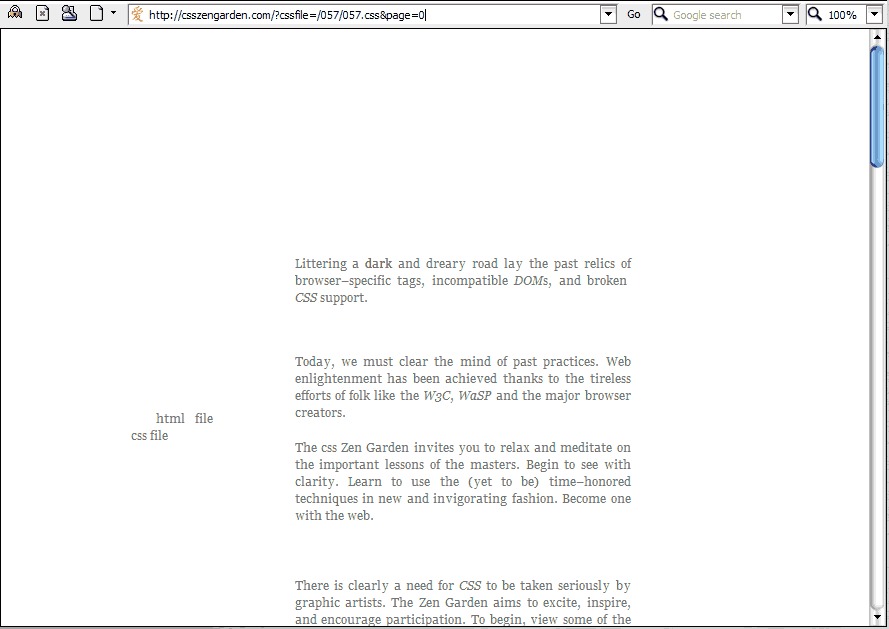 http://csszengarden.com/?cssfile=/057/057.css&page=0
Go
Google search
100%
Littering a dark and dreary road lay the past relics of
browser–specific tags, incompatible DOMs, and broken
CSS support.
Today, we must clear the mind of past practices. Web
enlightenment has been achieved thanks to the tireless
efforts of folk like the W3C, WaSP and the major browser
creators.
html file
css file
The css Zen Garden invites you to relax and meditate on
the important lessons of the masters. Begin to see with
clarity. Learn to use the (yet to be) time–honored
techniques in new and invigorating fashion. Become one
with the web.
There is clearly a need for CSS to be taken seriously by
graphic artists. The Zen Garden aims to excite, inspire,
and encourage participation. To begin, view some of the